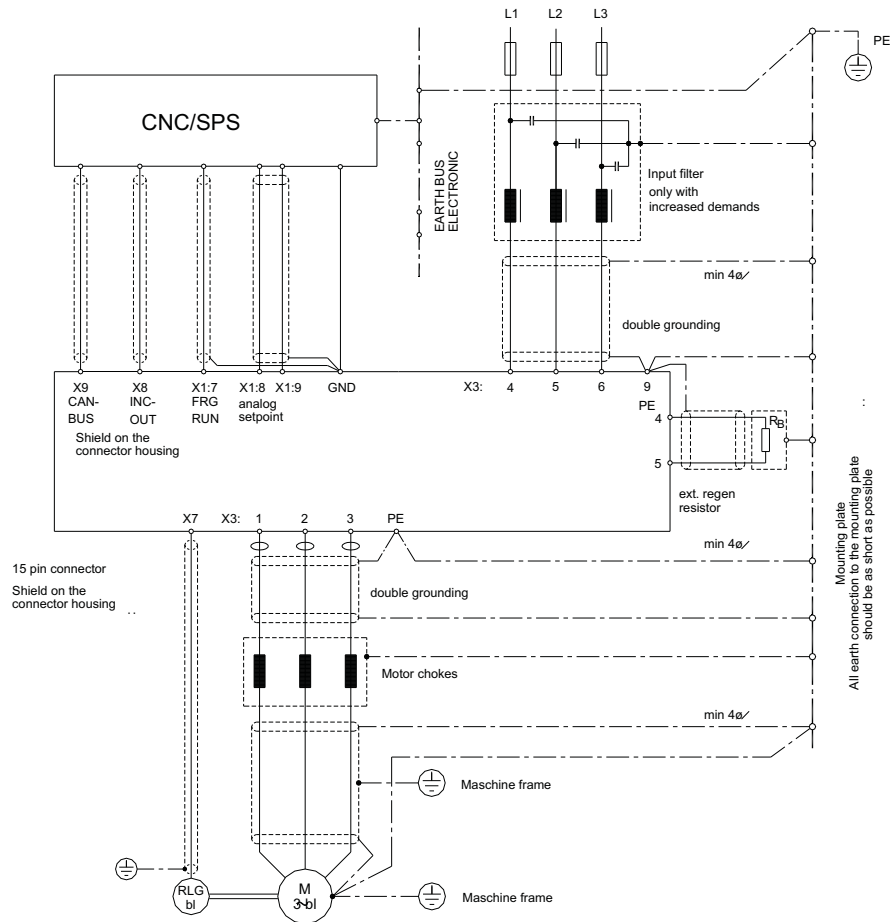 L1 L2 L3
PE
CNC/SPS
EARTH BUS
ELECTRONIC
Input filter
only with
increased demands
min 4ø
double grounding
X9 X8 X1:7 X1:8 X1:9 GND X3: 4 5 6 9
CAN- INC- FRG analog PE
BUS OUT RUN setpoint
4
RB
Shield on the
connector housing
5
ext. regen
resistor
Mounting plate
All earth connection to the mounting plate
should be as short as possible
X7 X3: 1 2 3 PE
min 4ø
15 pin connector
Shield on the
connector housing
double grounding
Motor chokes
min 4ø
Maschine frame
RLG
bl
M
3~bl
Maschine frame